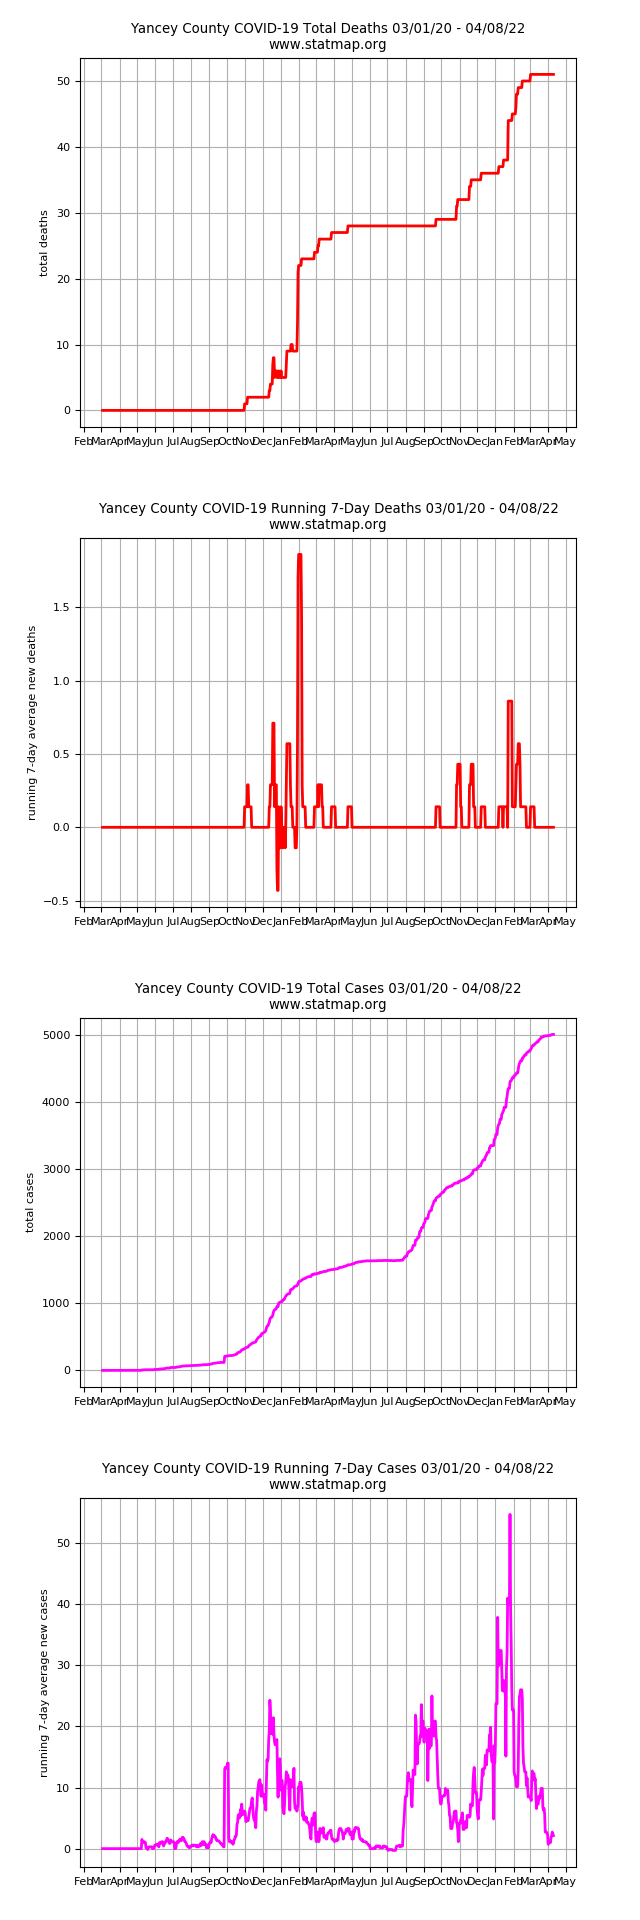 Yancey County COVID-19 Total Deaths 03/01/20 - 04/08/22
www.statmap.org
50
40
30
20
10
0
total deaths
Feb Mar Apr May Jun Jul Aug Sep Oct Nov Dec Jan Feb Mar Apr May Jun Jul Aug Sep Oct Nov Dec Jan Feb Mar Apr May
Yancey County COVID-19 Running 7-Day Deaths 03/01/20 - 04/08/22
www.statmap.org
1.5
1.0
0.5
0.0
−0.5
running 7-day average new deaths
Feb Mar Apr May Jun Jul Aug Sep Oct Nov Dec Jan Feb Mar Apr May Jun Jul Aug Sep Oct Nov Dec Jan Feb Mar Apr May
Yancey County COVID-19 Total Cases 03/01/20 - 04/08/22
www.statmap.org
5000
4000
3000
2000
1000
0
total cases
Feb Mar Apr May Jun Jul Aug Sep Oct Nov Dec Jan Feb Mar Apr May Jun Jul Aug Sep Oct Nov Dec Jan Feb Mar Apr May
Yancey County COVID-19 Running 7-Day Cases 03/01/20 - 04/08/22
www.statmap.org
50
40
30
20
10
0
running 7-day average new cases
Feb Mar Apr May Jun Jul Aug Sep Oct Nov Dec Jan Feb Mar Apr May Jun Jul Aug Sep Oct Nov Dec Jan Feb Mar Apr May